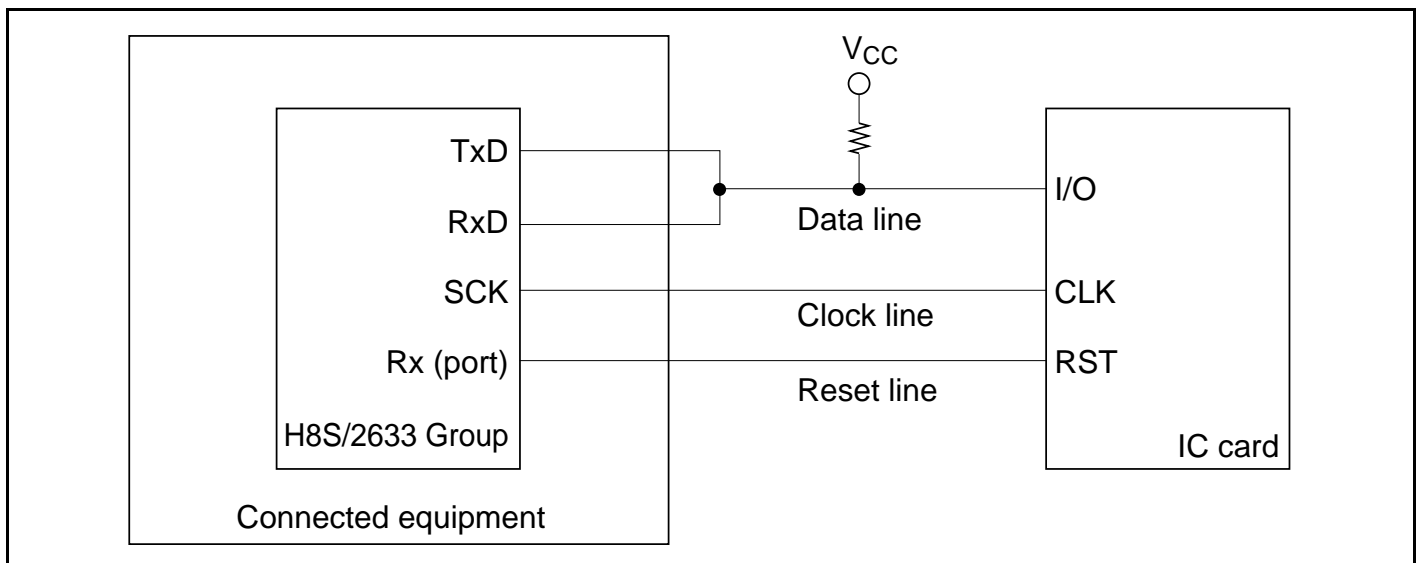 VCC
TxD
I/O
RxD
Data line
SCK
CLK
Clock line
Rx (port)
RST
Reset line
H8S/2633 Group
IC card
Connected equipment